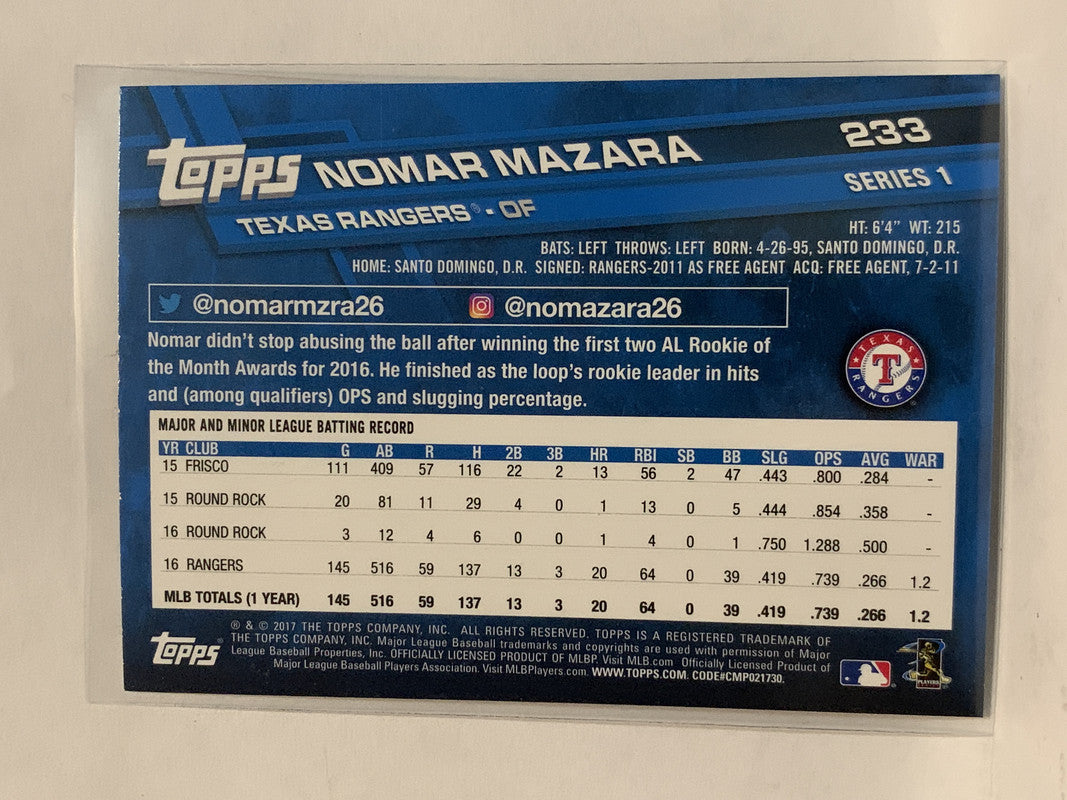 TOPPS NOMAR MAZARA 233
TEXAS RANGERS® - OF SERIES 1
HT: 6'4" WT: 215
BATS: LEFT THROWS: LEFT BORN: 4-26-95, SANTO DOMINGO, D.R.
HOME: SANTO DOMINGO, D.R. SIGNED: RANGERS-2011 AS FREE AGENT ACQ: FREE AGENT, 7-2-11
@nomarmzra26 @nomazara26
Nomar didn't stop abusing the ball after winning the first two AL Rookie of
the Month Awards for 2016. He finished as the loop's rookie leader in hits
and (among qualifiers) OPS and slugging percentage.
TEXAS T RANGERS
MAJOR AND MINOR LEAGUE BATTING RECORD
YR CLUB G AB R H 2B 3B HR RBI SB BB SLG OPS AVG WAR
15 FRISCO 111 409 57 116 22 2 13 56 2 47 .443 .800 .284 -
15 ROUND ROCK 20 81 11 29 4 0 1 13 0 5 .444 .854 .358 -
16 ROUND ROCK 3 12 4 6 0 0 1 4 0 1 .750 1.288 .500 -
16 RANGERS 145 516 59 137 13 3 20 64 0 39 .419 .739 .266 1.2
MLB TOTALS (1 YEAR) 145 516 59 137 13 3 20 64 0 39 .419 .739 .266 1.2
TOPPS®
® & © 2017 THE TOPPS COMPANY, INC. ALL RIGHTS RESERVED. TOPPS IS A REGISTERED TRADEMARK OF
THE TOPPS COMPANY, INC. Major League Baseball trademarks and copyrights are used with permission of Major
League Baseball Properties, Inc. OFFICIALLY LICENSED PRODUCT OF MLBP. Visit MLB.com Officially Licensed Product of
Major League Baseball Players Association. Visit MLBPlayers.com. WWW.TOPPS.COM. CODE#CMP021730.
PLAYERS